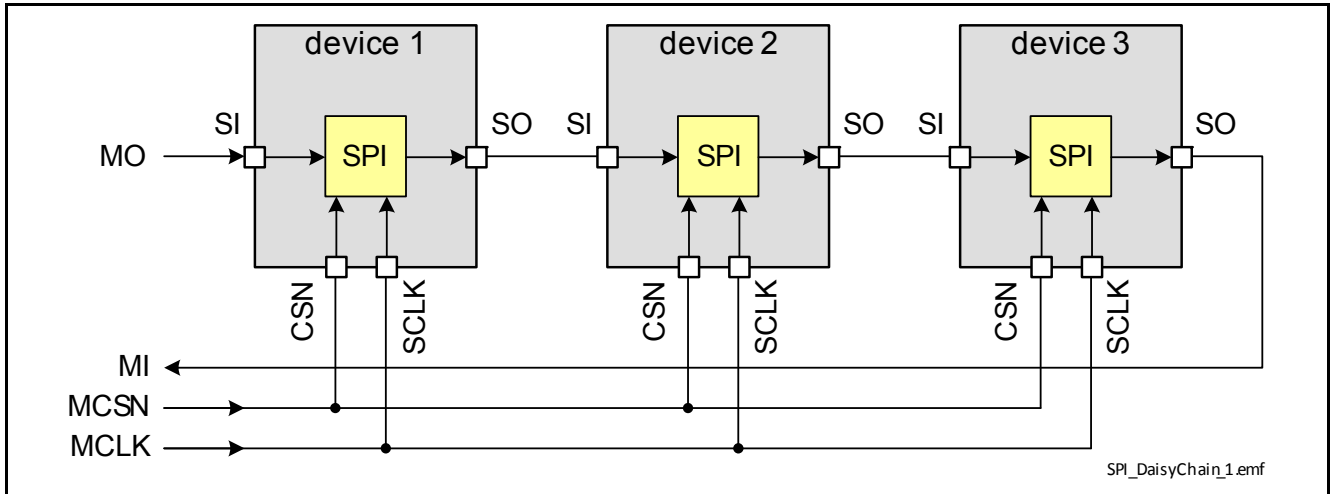 device 1 device 2 device 3
SI SO SI SO SI SO
MO SPI SPI SPI
CSN SCLK CSN SCLK CSN SCLK
MI
MCSN
MCLK
SPI_DaisyChain_1.emf